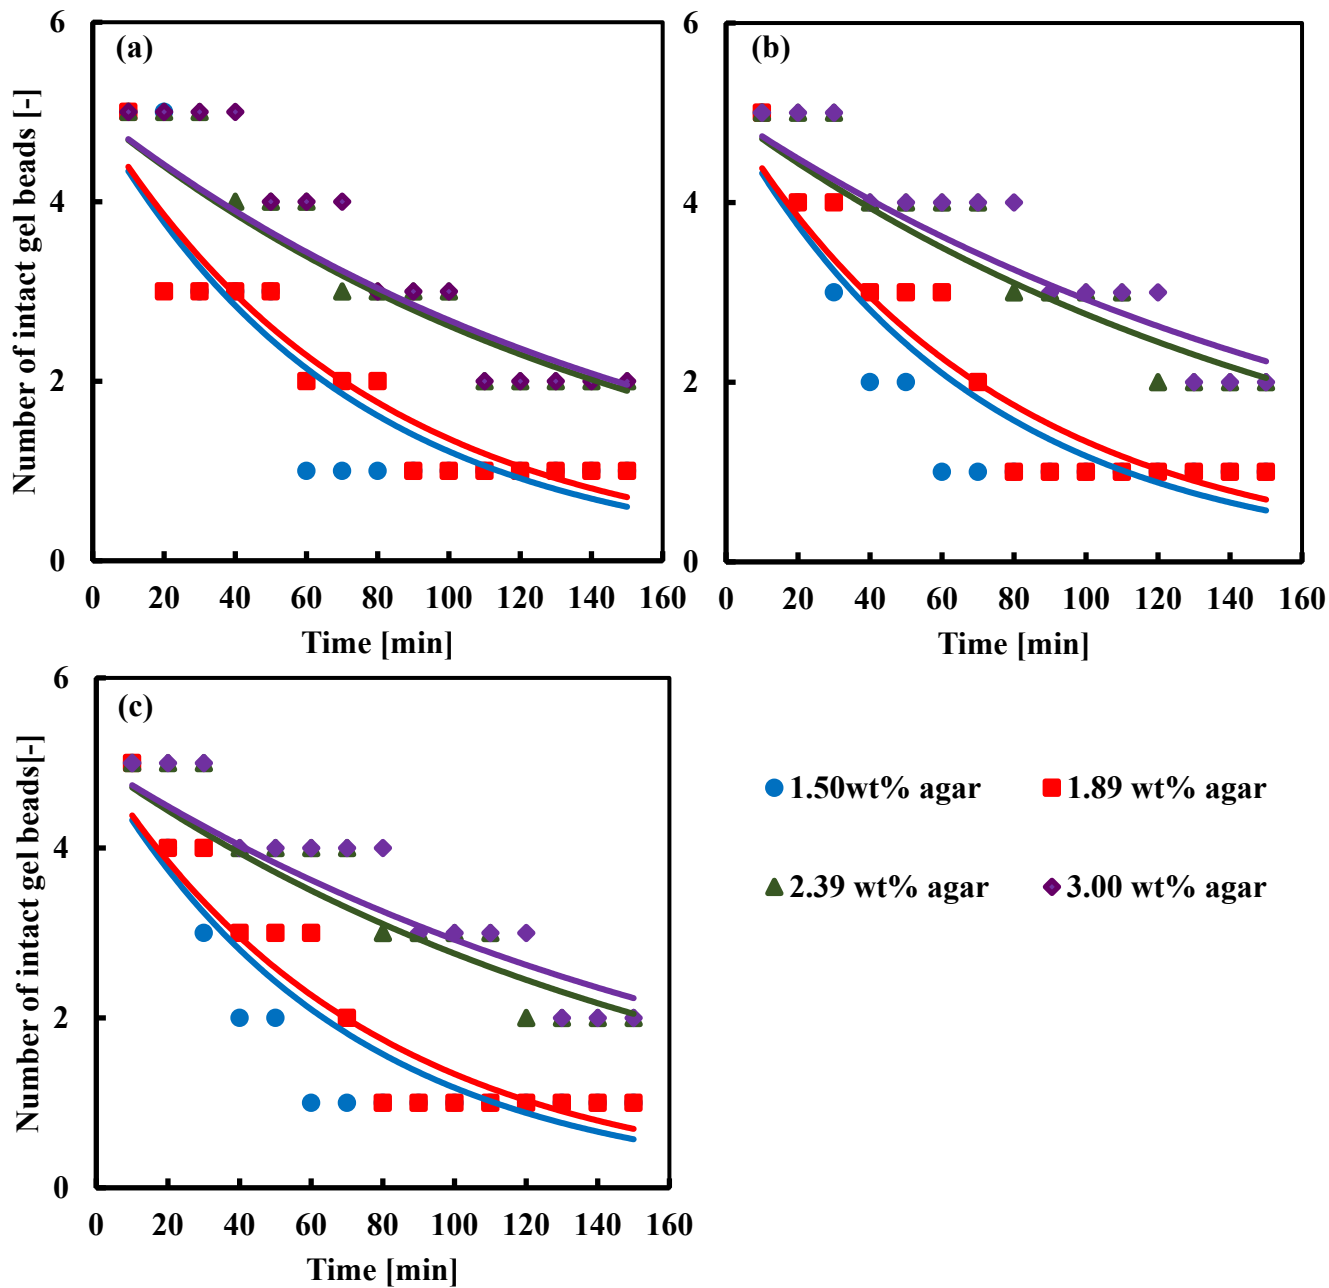 (a)
Number of intact gel beads [-]
6
4
2
0
0 20 40 60 80 100 120 140 160
Time [min]
(b)
6
4
2
0
0 20 40 60 80 100 120 140 160
Time [min]
(c)
Number of intact gel beads[-]
6
4
2
0
0 20 40 60 80 100 120 140 160
Time [min]
1.50wt% agar
1.89 wt% agar
2.39 wt% agar
3.00 wt% agar